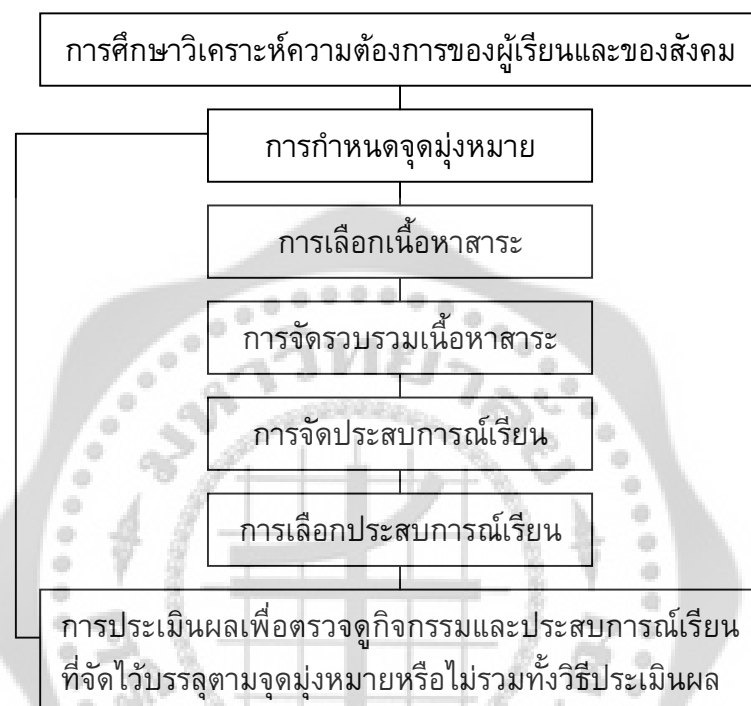 การศึกษาวิเคราะห์ความต้องการของผู้เรียนและของสังคม
การกำหนดจุดมุ่งหมาย
การเลือกเนื้อหาสาระ
การจัดรวบรวมเนื้อหาสาระ
มหาวิทยาลัย
การจัดประสบการณ์เรียน
การเลือกประสบการณ์เรียน
การประเมินผลเพื่อตรวจดูกิจกรรมและประสบการณ์เรียน
ที่จัดไว้บรรลุตามจุดมุ่งหมายหรือไม่รวมทั้งวิธีประเมินผล